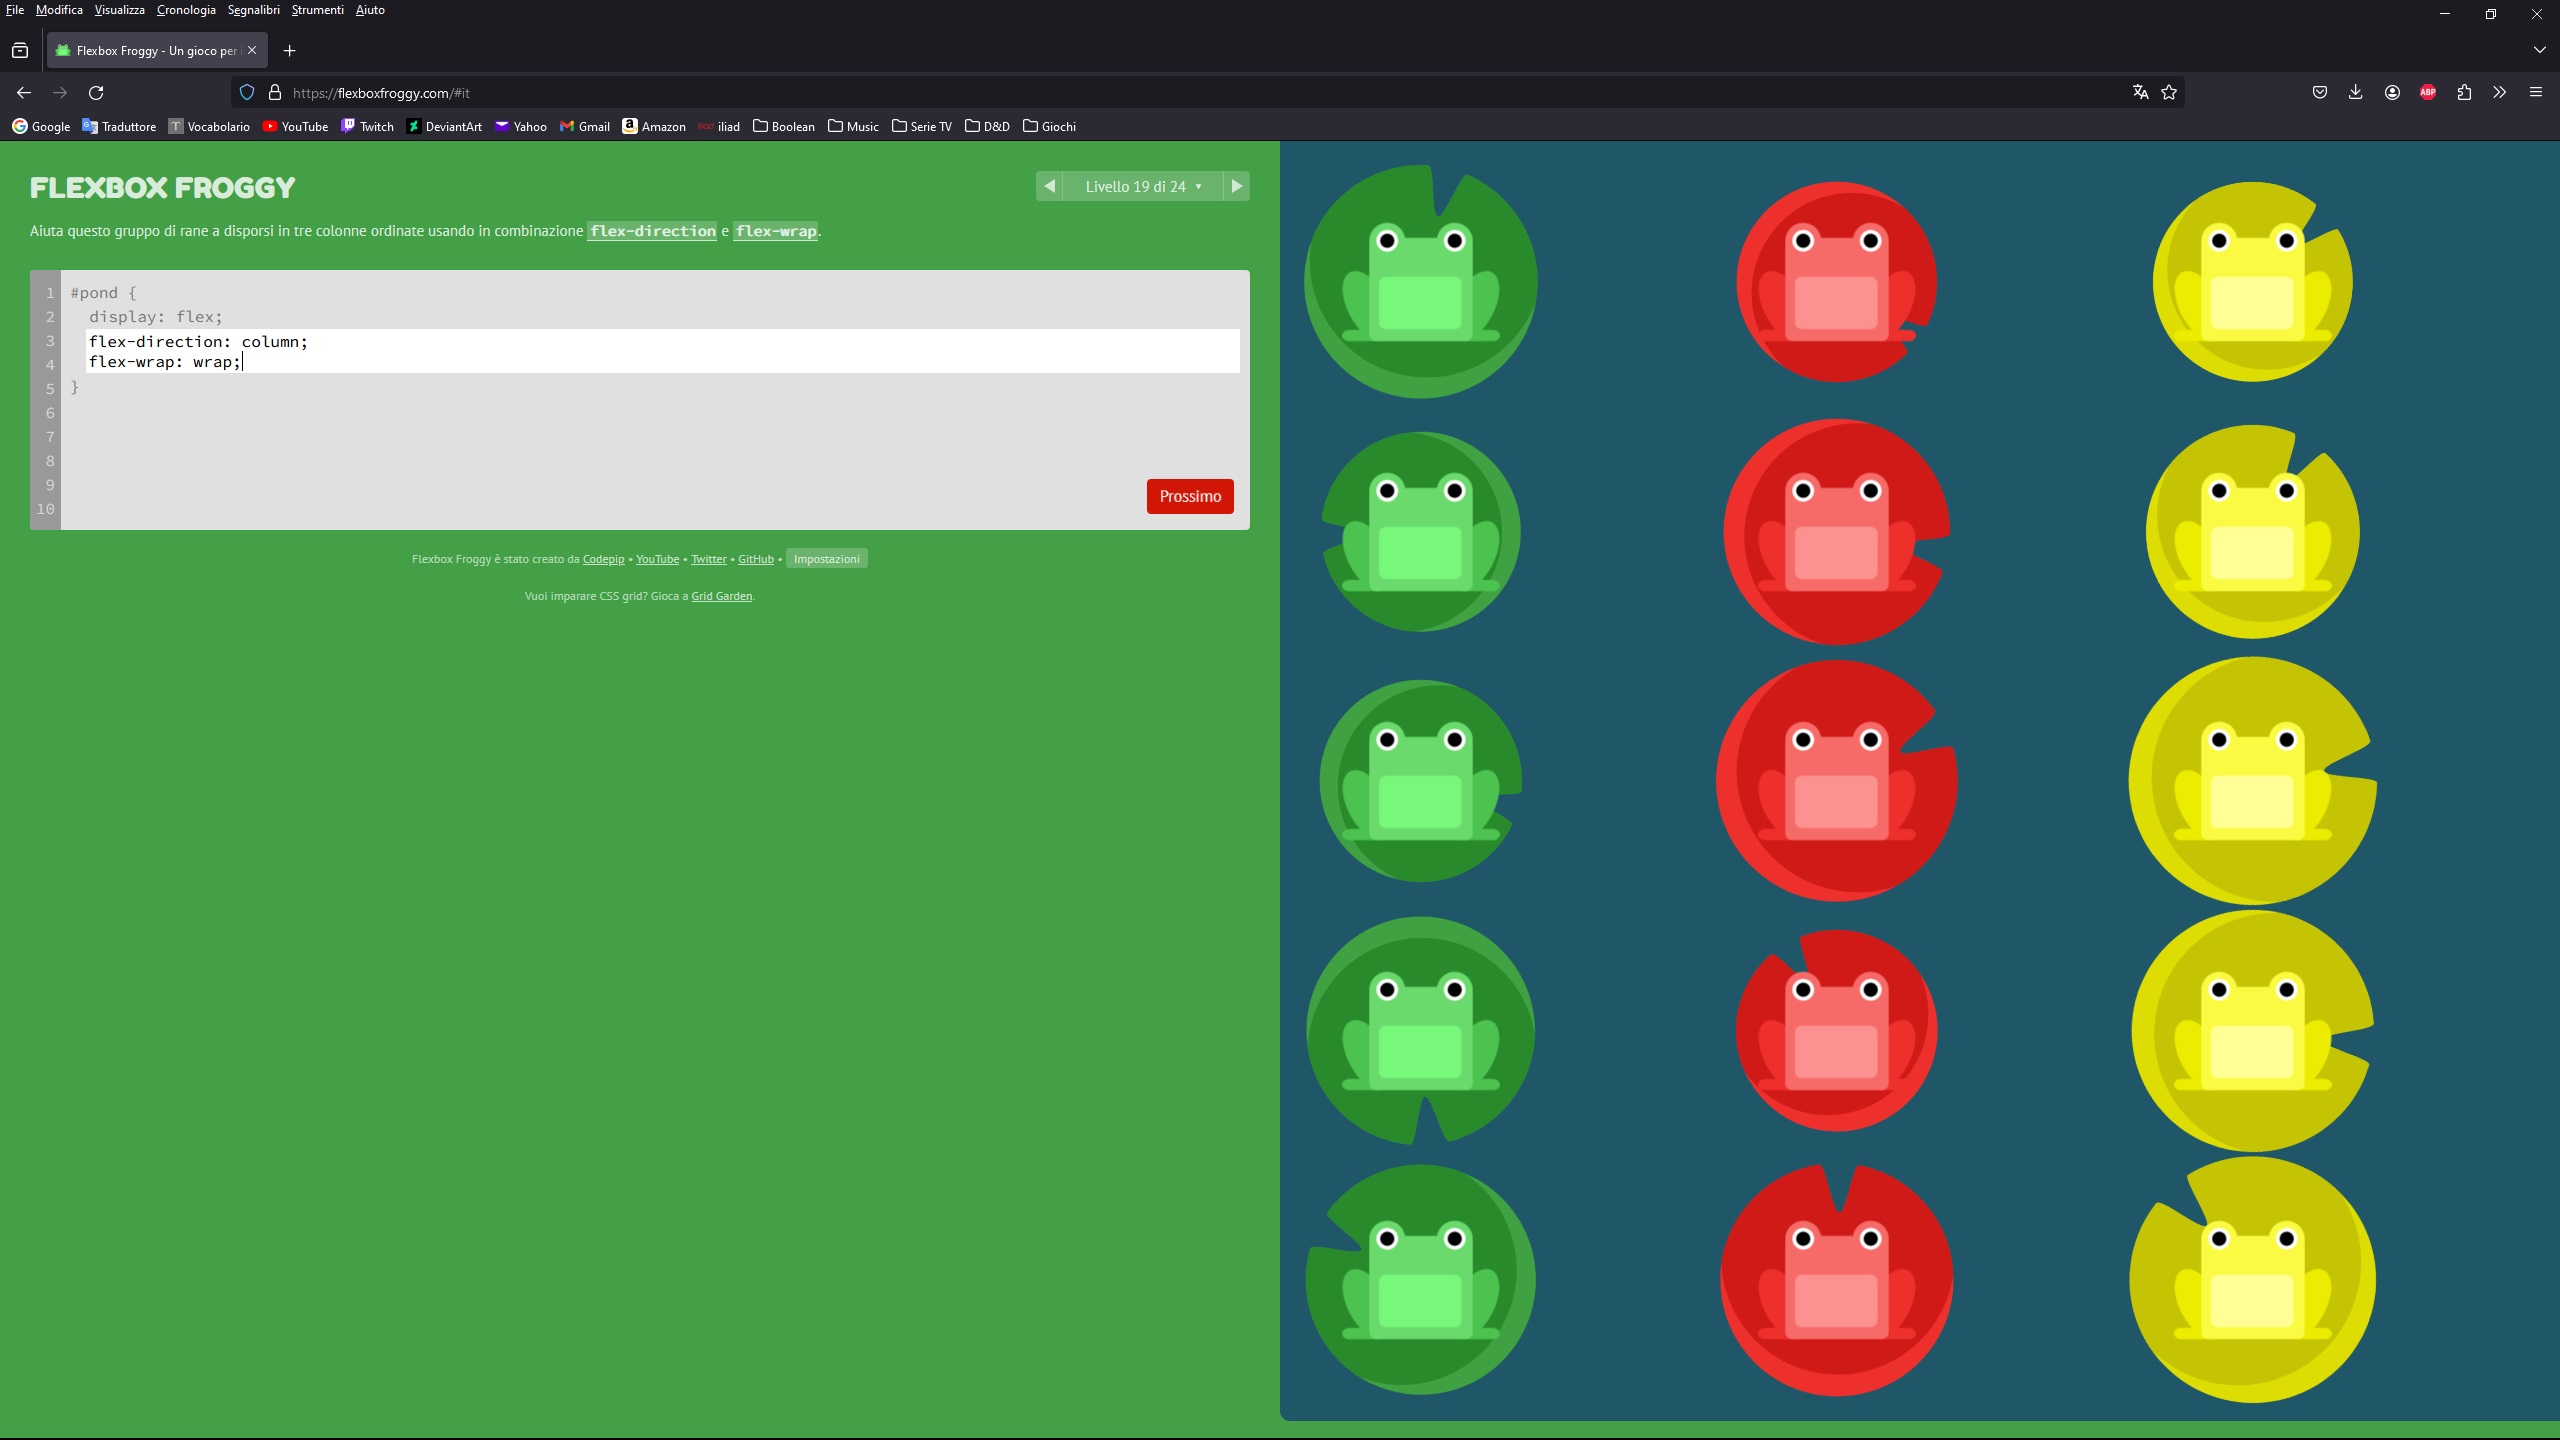 File Modifica Visualizza Cronologia Segnalibri Strumenti Aiuto
Flexbox Froggy - Un gioco per
https://flexboxfroggy.com/#it
ABP
Google Traduttore T Vocabolario YouTube Twitch DeviantArt Yahoo Gmail Amazon iliad iliad Boolean Music Serie TV D&D Giochi
FLEXBOX FROGGY
Livello 19 di 24
Aiuta questo gruppo di rane a disporsi in tre colonne ordinate usando in combinazione flex-direction e flex-wrap.
1 #pond {
2 display: flex;
3 flex-direction: column;
4 flex-wrap: wrap;
5 }
6
7
8
9
10
Prossimo
Flexbox Froggy è stato creato da Codepip • YouTube • Twitter • GitHub • Impostazioni
Vuoi imparare CSS grid? Gioca a Grid Garden.